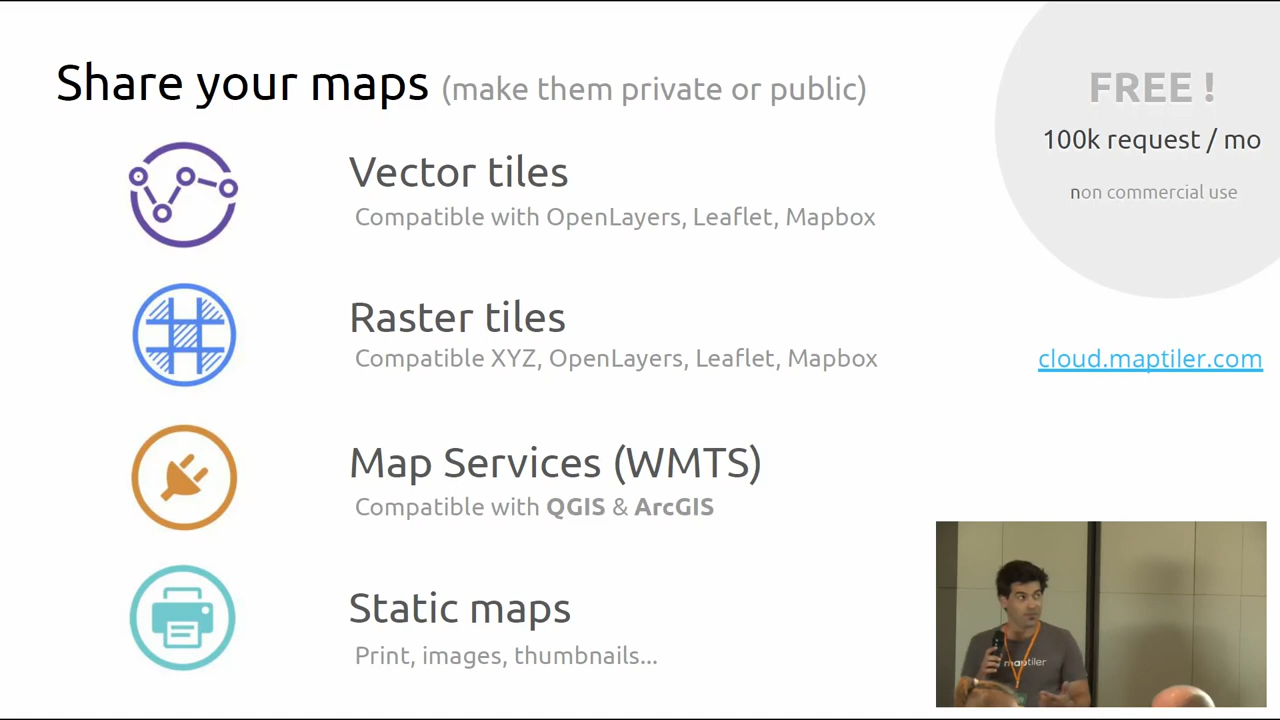 Share your maps (make them private or public)
Vector tiles
Compatible with OpenLayers, Leaflet, Mapbox
Raster tiles
Compatible XYZ, OpenLayers, Leaflet, Mapbox
Map Services (WMTS)
Compatible with QGIS & ArcGIS
Static maps
Print, images, thumbnails...
FREE !
100k request / mo
non commercial use
cloud.maptiler.com
maptiler